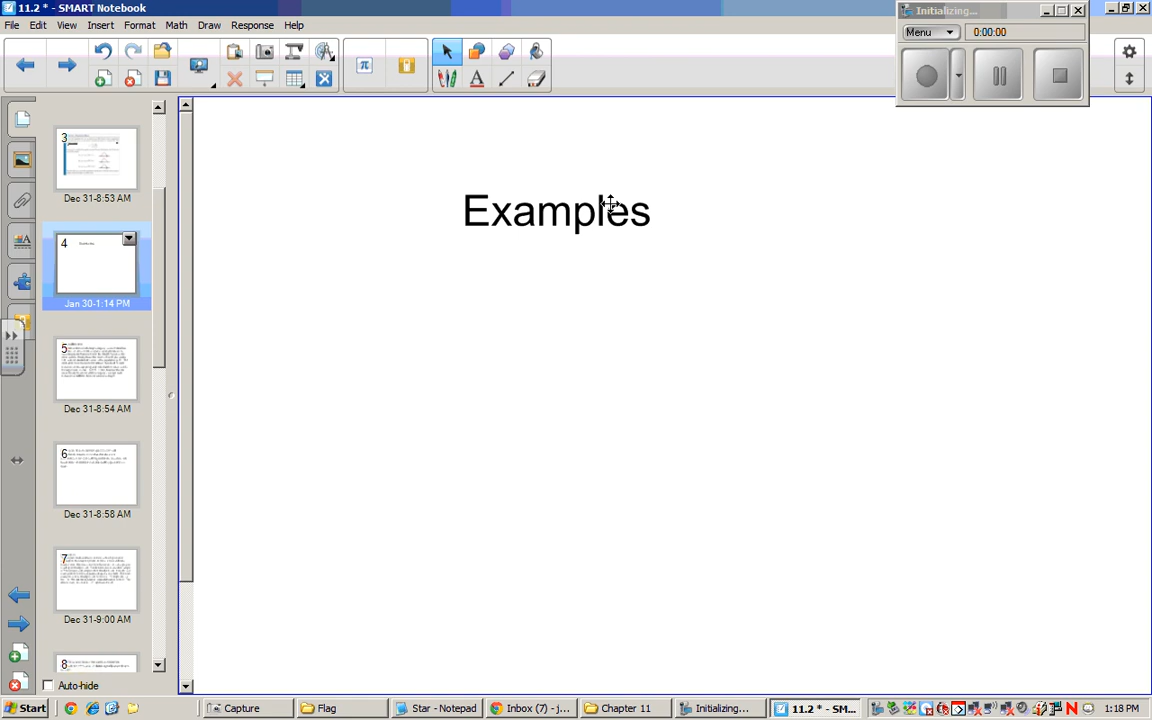 11.2 * - SMART Notebook
File Edit View Insert Format Math Draw Response Help
Initializing...
Menu 0:00:00
π
A
Examples
3
Dec 31-8:53 AM
4
Jan 30-1:14 PM
5
Dec 31-8:54 AM
6
Dec 31-8:58 AM
7
Dec 31-9:00 AM
8
Auto-hide
Start Capture Flag Star - Notepad Inbox (7) - j... Chapter 11 Initializing... 11.2 * - SM... 1:18 PM